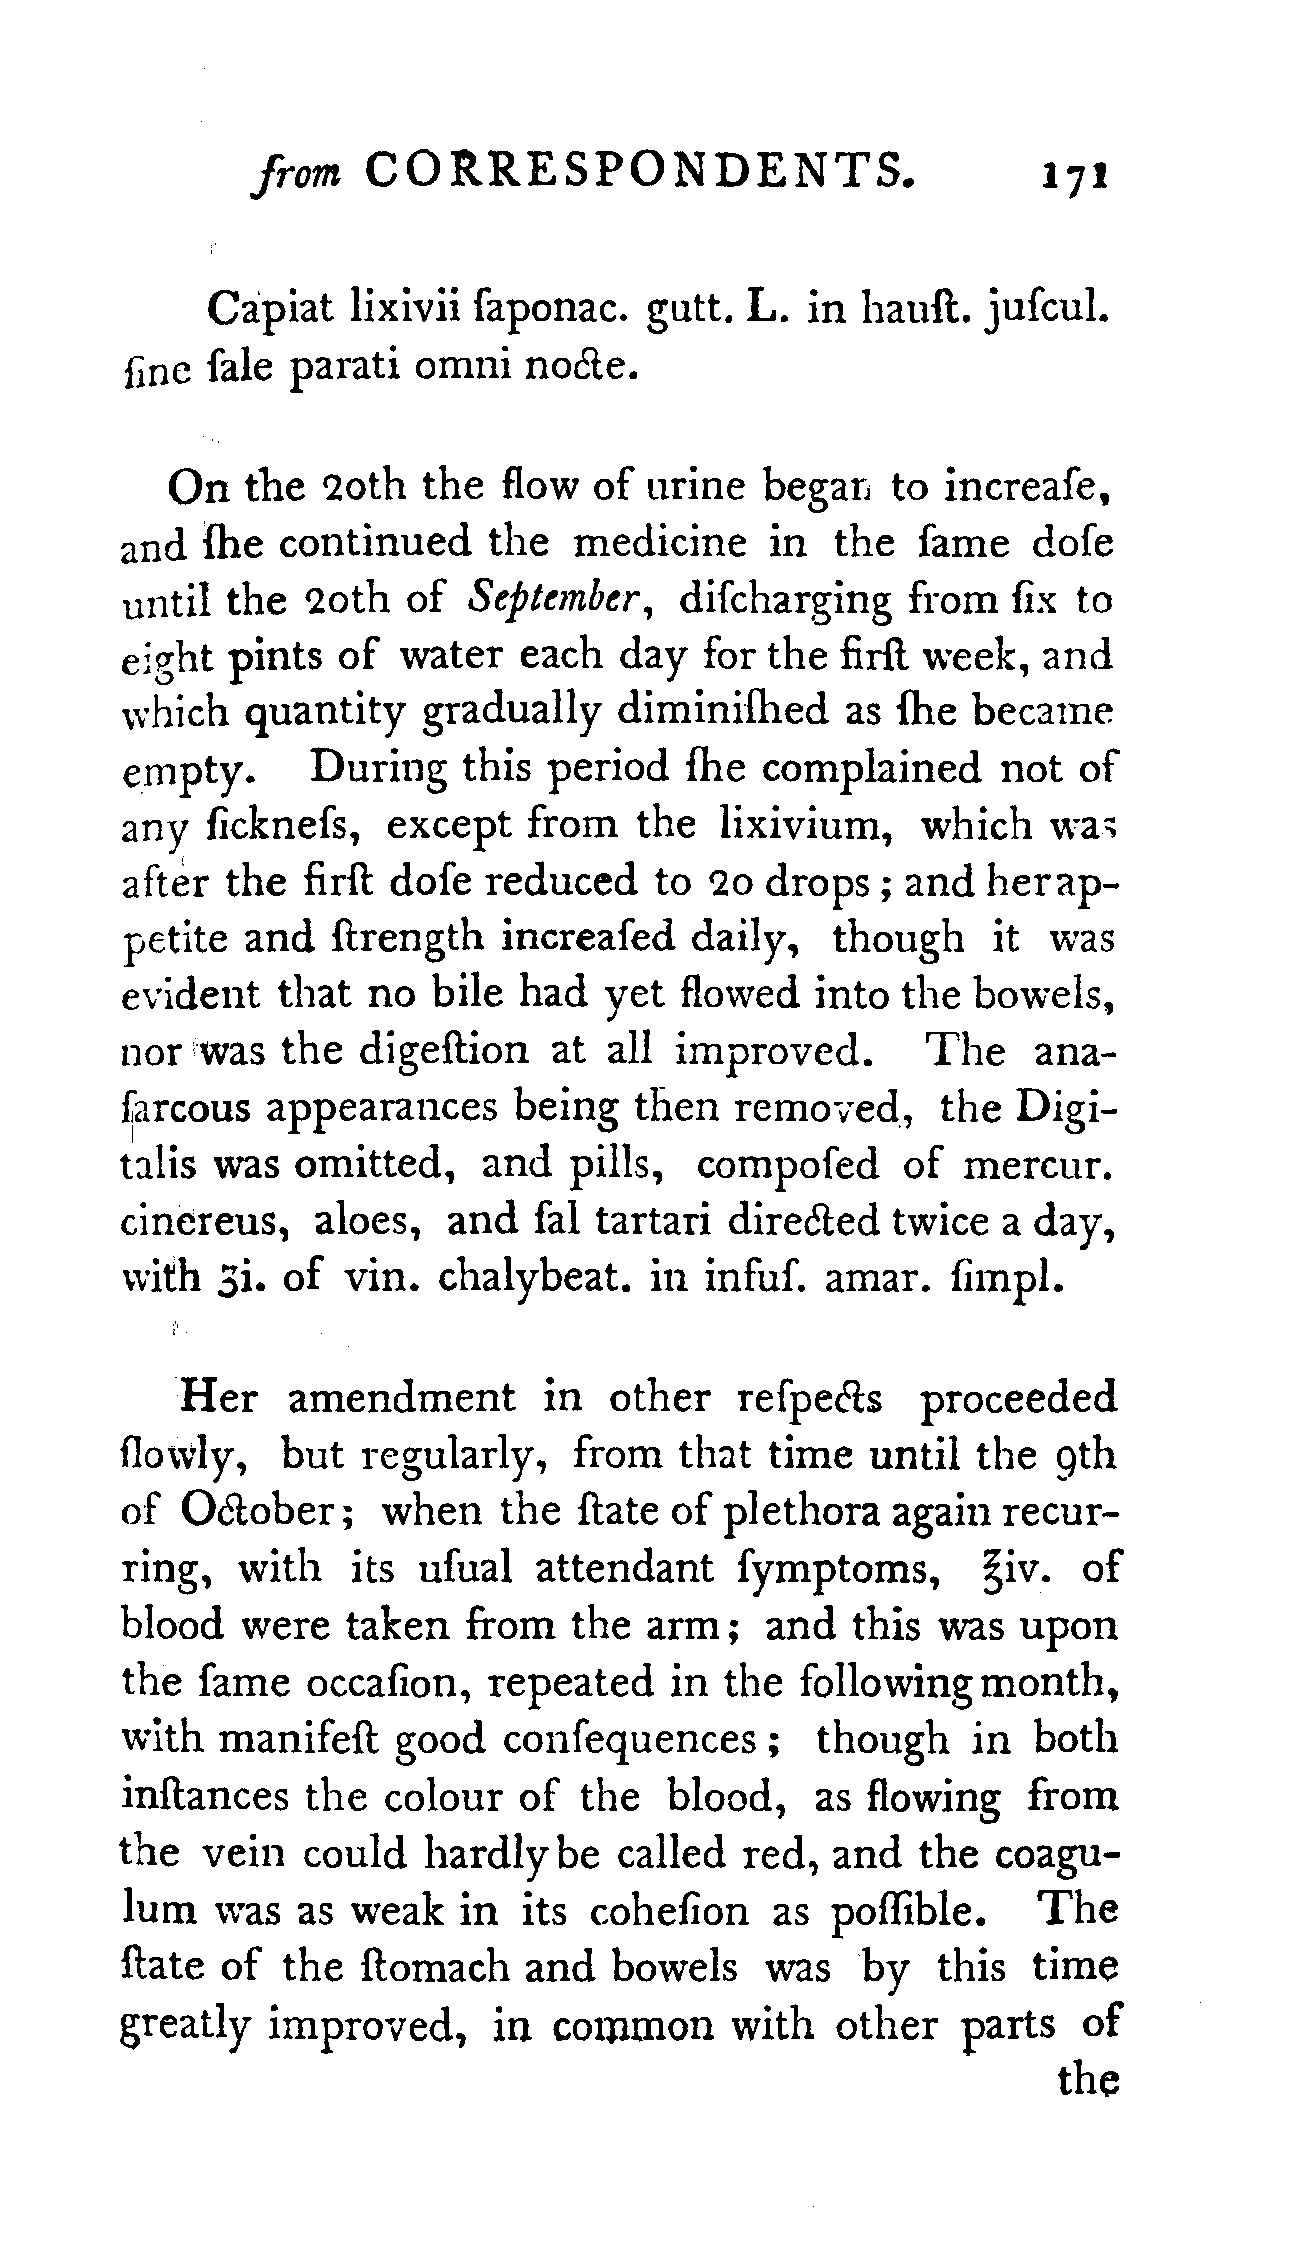 from CORRESPONDENTS. 171
Capiat lixivii ſaponac. gutt. L. in hauſt. juſcul.
ſine ſale parati omni nocte.
On the 20th the flow of urine began to increaſe,
and ſhe continued the medicine in the ſame doſe
until the 20th of September, diſcharging from ſix to
eight pints of water each day for the firſt week, and
which quantity gradually diminiſhed as ſhe became
empty. During this period ſhe complained not of
any ſickneſs, except from the lixivium, which was
after the firſt doſe reduced to 20 drops; and her ap-
petite and ſtrength increaſed daily, though it was
evident that no bile had yet flowed into the bowels,
nor was the digeſtion at all improved. The ana-
ſarcous appearances being then removed, the Digi-
talis was omitted, and pills, compoſed of mercur.
cinereus, aloes, and ſal tartari directed twice a day,
with ʒi. of vin. chalybeat. in infuſ. amar. ſimpl.
Her amendment in other reſpects proceeded
ſlowly, but regularly, from that time until the 9th
of October; when the ſtate of plethora again recur-
ring, with its uſual attendant ſymptoms, ℥iv. of
blood were taken from the arm; and this was upon
the ſame occaſion, repeated in the following month,
with manifeſt good conſequences; though in both
inſtances the colour of the blood, as flowing from
the vein could hardly be called red, and the coagu-
lum was as weak in its coheſion as poſſible. The
ſtate of the ſtomach and bowels was by this time
greatly improved, in common with other parts of
the